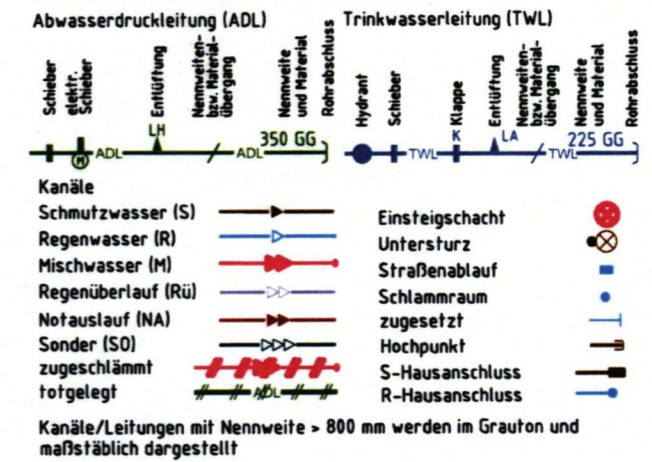 Abwasserdruckleitung (ADL)
Schieber
elektr.
Schieber
Entlüftung
Nennweiten-
bzw. Material-
übergang
Nennweite
und Material
Rohrabschluss
M
ADL
LH
ADL
350 GG
Trinkwasserleitung (TWL)
Hydrant
Schieber
Klappe
Entlüftung
Nennweiten-
bzw. Material-
übergang
Nennweite
und Material
Rohrabschluss
TWL
K
LA
TWL
225 GG
Kanäle
Schmutzwasser (S)
Regenwasser (R)
Mischwasser (M)
Regenüberlauf (Rü)
Notauslauf (NA)
Sonder (SO)
zugeschlämmt
totgelegt
ADL
Einsteigschacht
Untersturz
Straßenablauf
Schlammraum
zugesetzt
Hochpunkt
S-Hausanschluss
R-Hausanschluss
Kanäle/Leitungen mit Nennweite > 800 mm werden im Grauton und
maßstäblich dargestellt